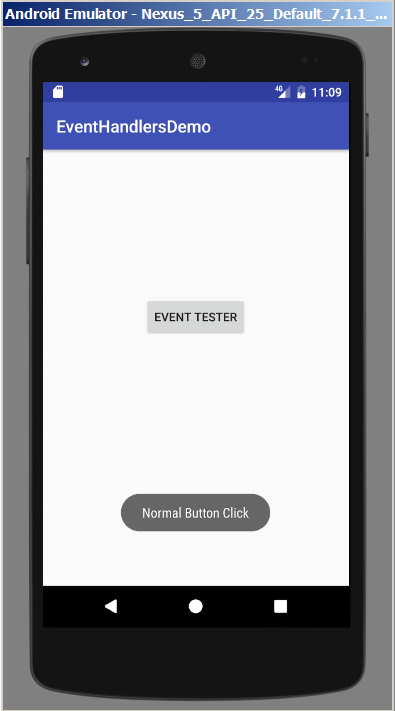 Android Emulator - Nexus_5_API_25_Default_7.1.1_...
4G 11:09
EventHandlersDemo
EVENT TESTER
Normal Button Click